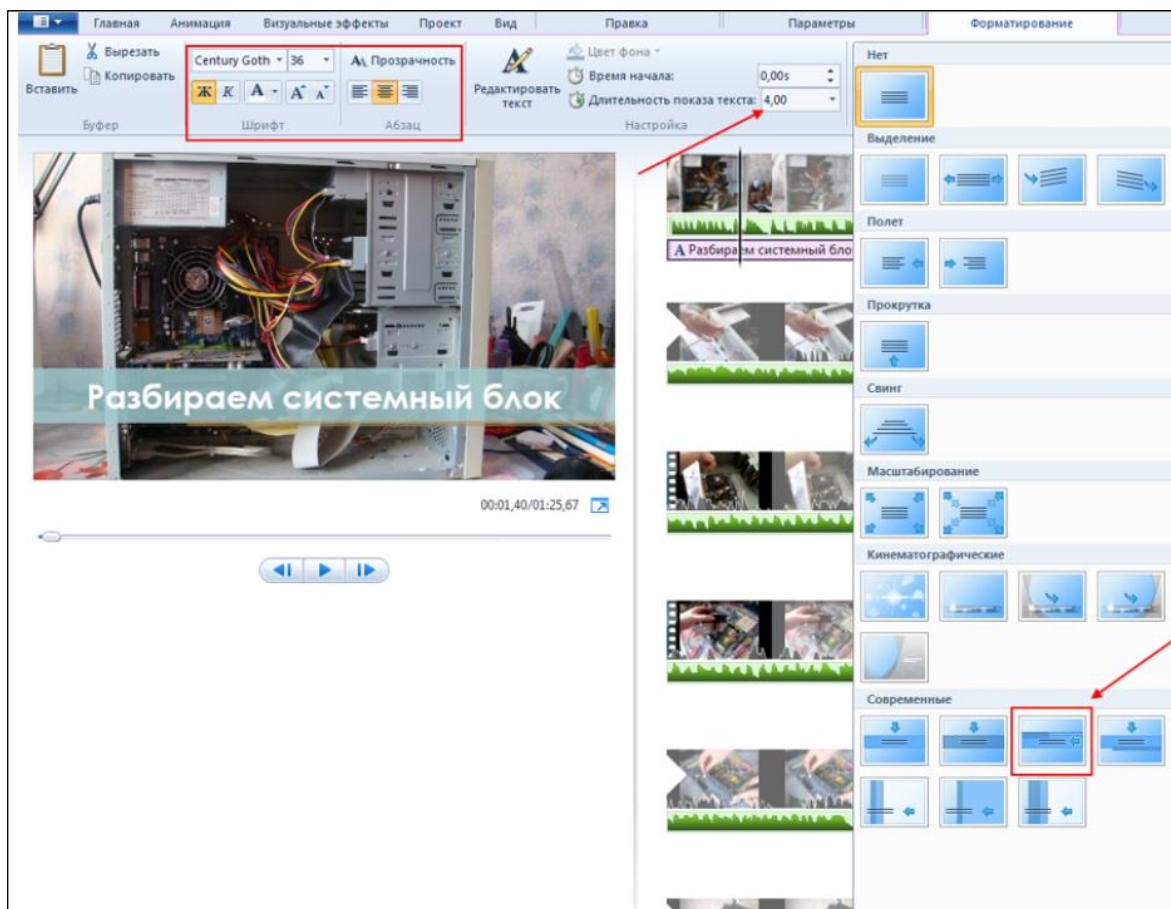 Главная Анимация Визуальные эффекты Проект Вид Правка Параметры Форматирование
Вставить
Вырезать
Копировать
Буфер
Century Goth 36
Ж К А А А
Шрифт
Прозрачность
Абзац
Редактировать
текст
Цвет фона
Время начала: 0,00s
Длительность показа текста: 4,00
Настройка
Разбираем системный блок
00:01,40/01:25,67
А Разбираем системный бло
Нет
Выделение
Полет
Прокрутка
Свинг
Масштабирование
Кинематографические
Современные